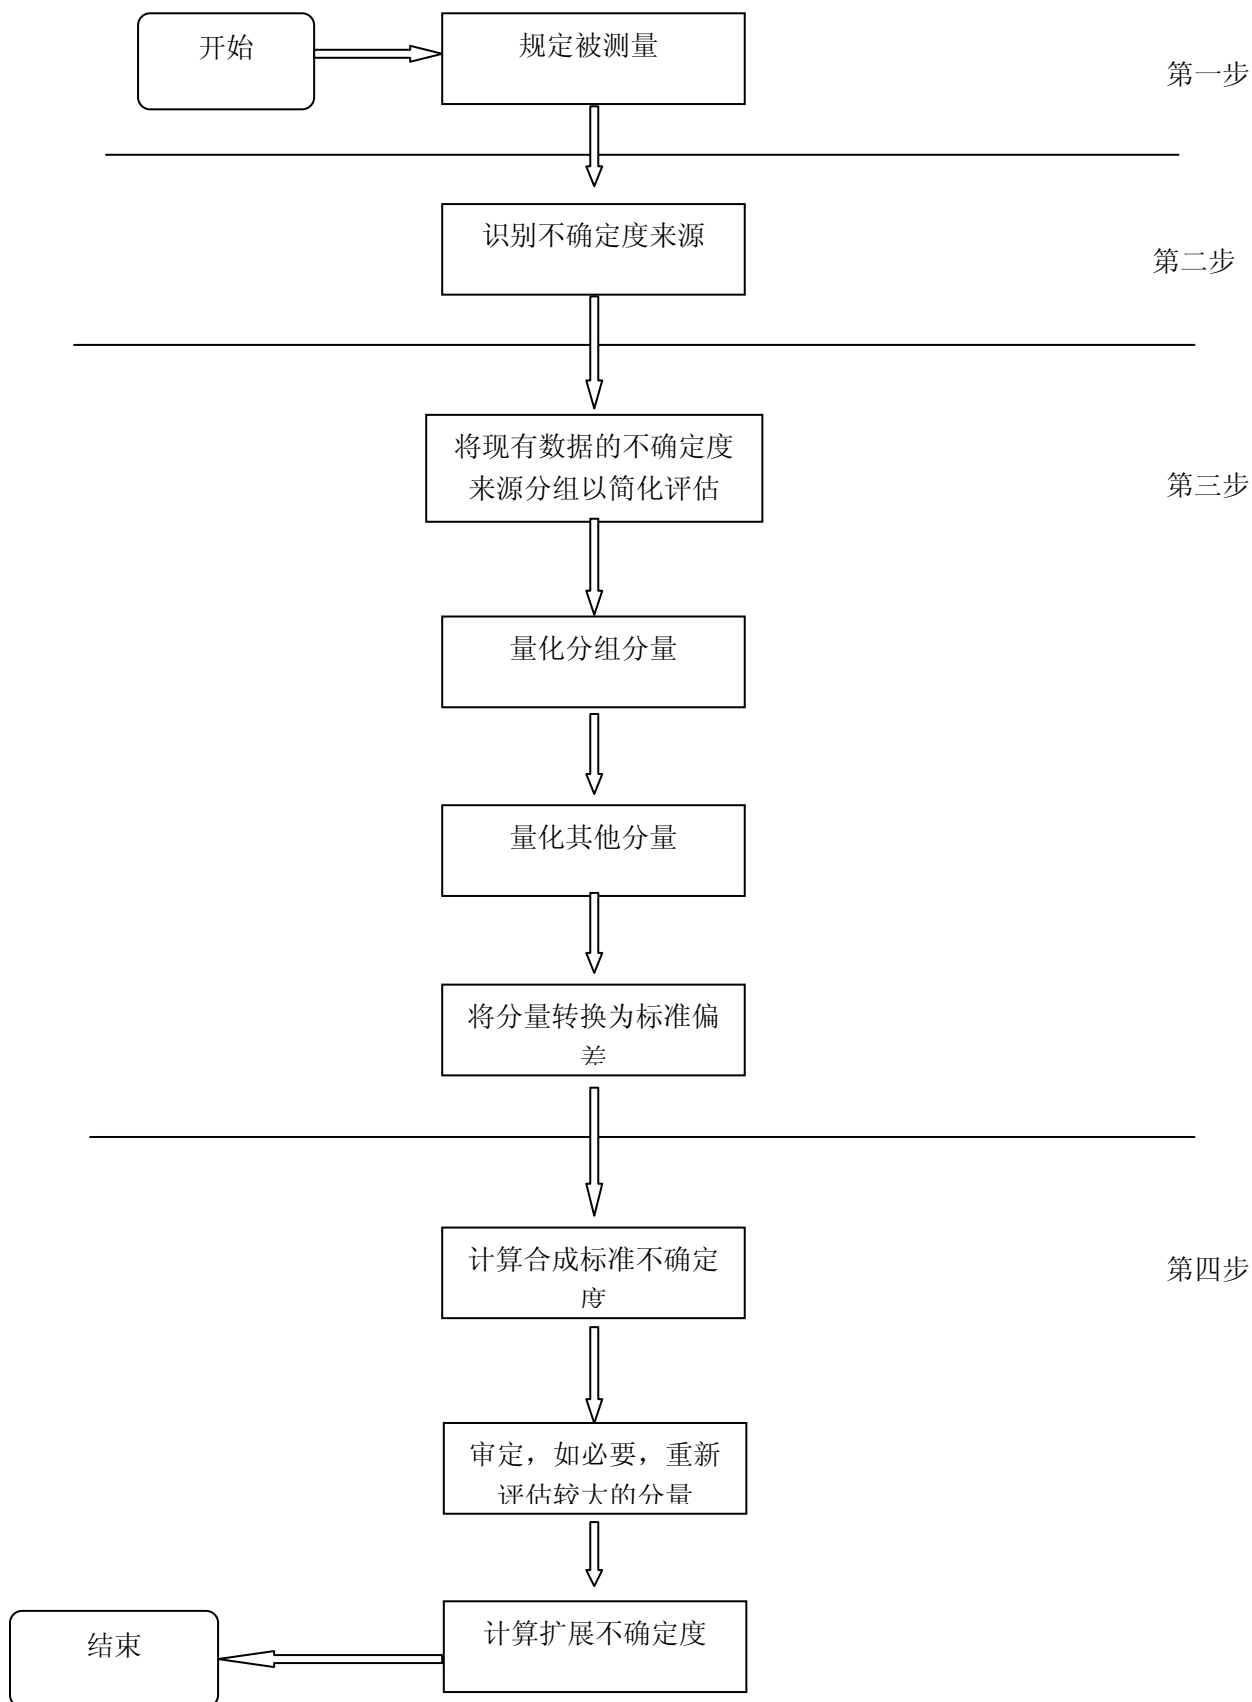 开始
规定被测量
第一步
识别不确定度来源
第二步
将现有数据的不确定度
来源分组以简化评估
第三步
量化分组分量
量化其他分量
将分量转换为标准偏
差
计算合成标准不确定
度
第四步
审定，如必要，重新
评估较大的分量
计算扩展不确定度
结束